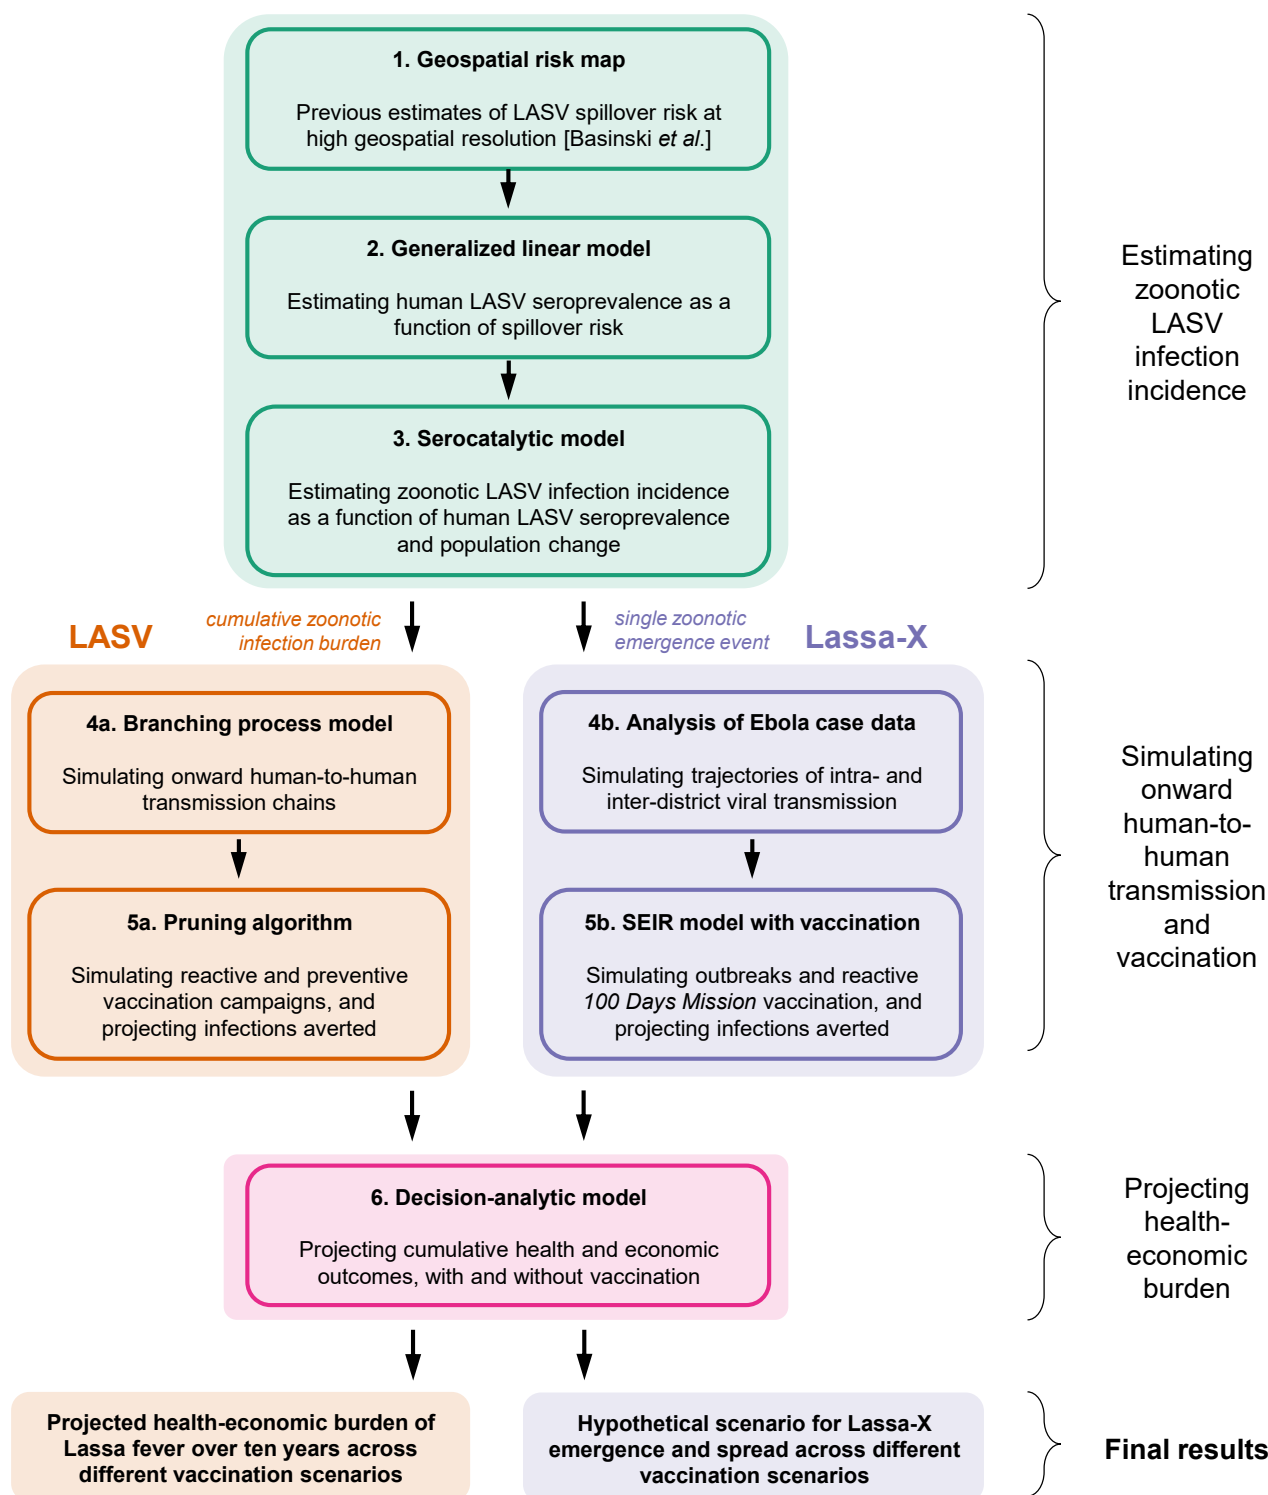 1. Geospatial risk map
Previous estimates of LASV spillover risk at
high geospatial resolution [Basinski et al.]
2. Generalized linear model
Estimating human LASV seroprevalence as a
function of spillover risk
3. Serocatalytic model
Estimating zoonotic LASV infection incidence
as a function of human LASV seroprevalence
and population change
Estimating
zoonotic
LASV
infection
incidence
LASV
cumulative zoonotic
infection burden
single zoonotic
emergence event
Lassa-X
4a. Branching process model
Simulating onward human-to-human
transmission chains
5a. Pruning algorithm
Simulating reactive and preventive
vaccination campaigns, and
projecting infections averted
4b. Analysis of Ebola case data
Simulating trajectories of intra- and
inter-district viral transmission
5b. SEIR model with vaccination
Simulating outbreaks and reactive
100 Days Mission vaccination, and
projecting infections averted
Simulating
onward
human-to-
human
transmission
and
vaccination
6. Decision-analytic model
Projecting cumulative health and economic
outcomes, with and without vaccination
Projecting
health-
economic
burden
Projected health-economic burden of
Lassa fever over ten years across
different vaccination scenarios
Hypothetical scenario for Lassa-X
emergence and spread across different
vaccination scenarios
Final results